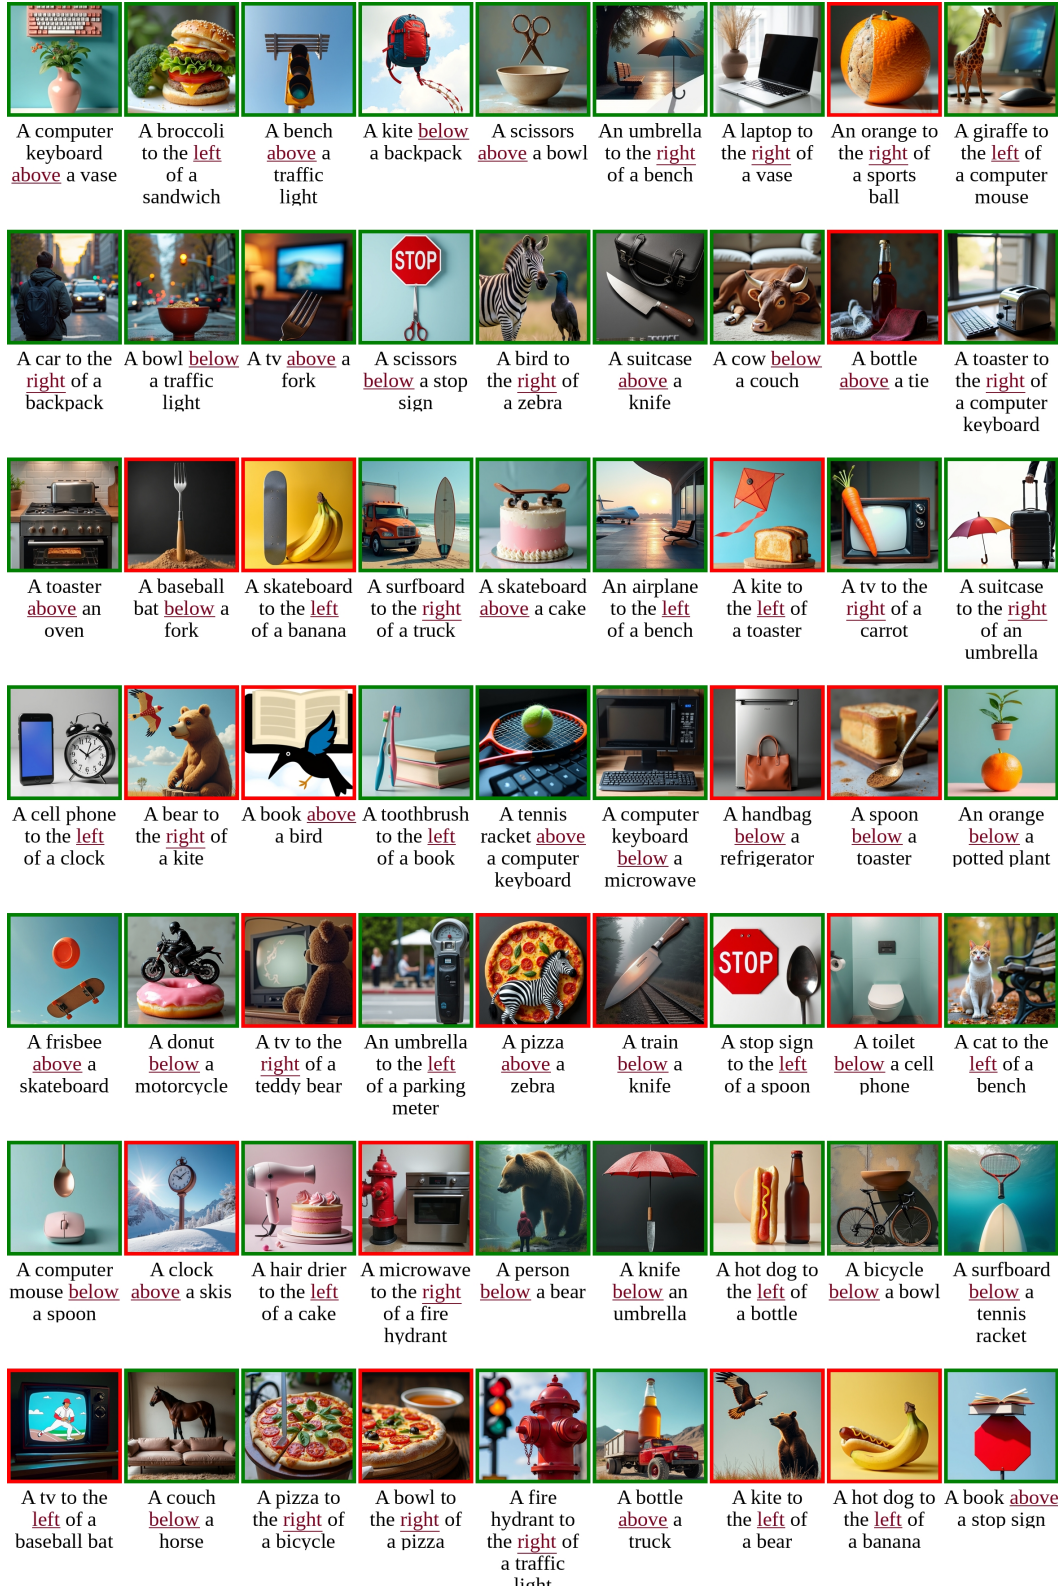 A computer
keyboard
above a vase
A broccoli
to the left
of a
sandwich
A bench
above a
traffic
light
A kite below
a backpack
A scissors
above a bowl
An umbrella
to the right
of a bench
A laptop to
the right of
a vase
An orange to
the right of
a sports
ball
A giraffe to
the left of
a computer
mouse
STOP
A car to the
right of a
backpack
A bowl below
a traffic
light
A tv above a
fork
A scissors
below a stop
sign
A bird to
the right of
a zebra
A suitcase
above a
knife
A cow below
a couch
A bottle
above a tie
A toaster to
the right of
a computer
keyboard
A toaster
above an
oven
A baseball
bat below a
fork
A skateboard
to the left
of a banana
A surfboard
to the right
of a truck
A skateboard
above a cake
An airplane
to the left
of a bench
A kite to
the left of
a toaster
A tv to the
right of a
carrot
A suitcase
to the right
of an
umbrella
A cell phone
to the left
of a clock
A bear to
the right of
a kite
A book above
a bird
A toothbrush
to the left
of a book
A tennis
racket above
a computer
keyboard
A computer
keyboard
below a
microwave
A handbag
below a
refrigerator
A spoon
below a
toaster
An orange
below a
potted plant
STOP
A frisbee
above a
skateboard
A donut
below a
motorcycle
A tv to the
right of a
teddy bear
An umbrella
to the left
of a parking
meter
A pizza
above a
zebra
A train
below a
knife
A stop sign
to the left
of a spoon
A toilet
below a cell
phone
A cat to the
left of a
bench
A computer
mouse below
a spoon
A clock
above a skis
A hair drier
to the left
of a cake
A microwave
to the right
of a fire
hydrant
A person
below a bear
A knife
below an
umbrella
A hot dog to
the left of
a bottle
A bicycle
below a bowl
A surfboard
below a
tennis
racket
A tv to the
left of a
baseball bat
A couch
below a
horse
A pizza to
the right of
a bicycle
A bowl to
the right of
a pizza
A fire
hydrant to
the right of
a traffic
light
A bottle
above a
truck
A kite to
the left of
a bear
A hot dog to
the left of
a banana
A book above
a stop sign